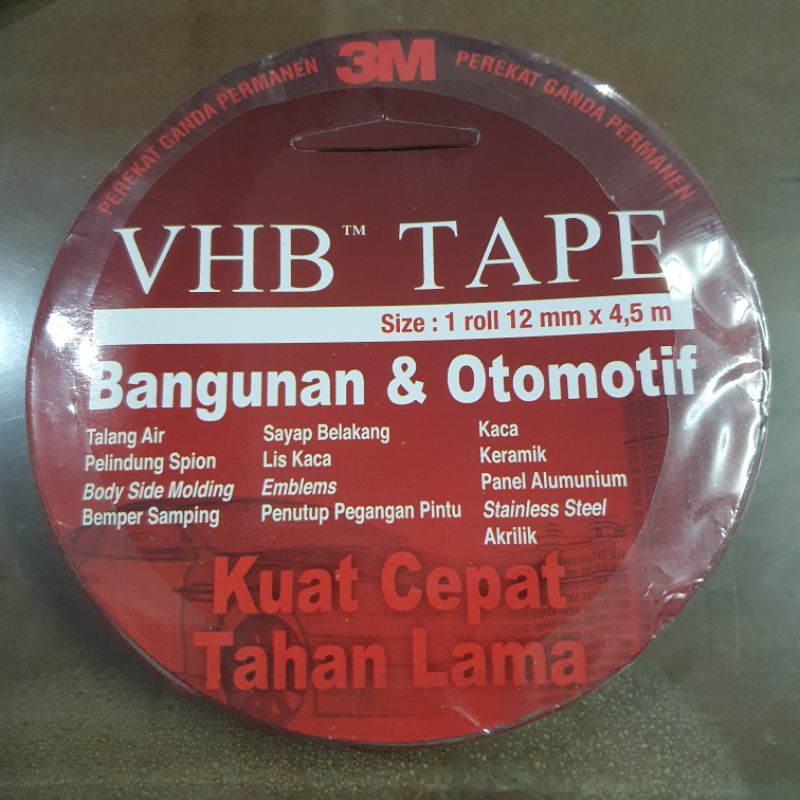 PEREKAT GANDA PERMANEN 3M PEREKAT GANDA PERMANEN
VHB™ TAPE
Size : 1 roll 12 mm x 4,5 m
Bangunan & Otomotif
Talang Air
Pelindung Spion
Body Side Molding
Bemper Samping
Sayap Belakang
Lis Kaca
Emblems
Penutup Pegangan Pintu
Kaca
Keramik
Panel Alumunium
Stainless Steel
Akrilik
Kuat Cepat
Tahan Lama